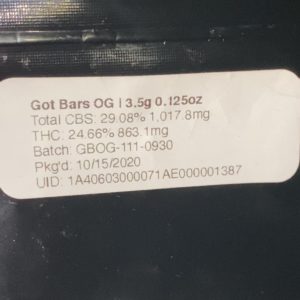 Got Bars OG | 3.5g 0.125oz
Total CBS: 29.08% 1,017.8mg
THC: 24.66% 863.1mg
Batch: GBOG-111-0930
Pkg'd: 10/15/2020
UID: 1A40603000071AE000001387